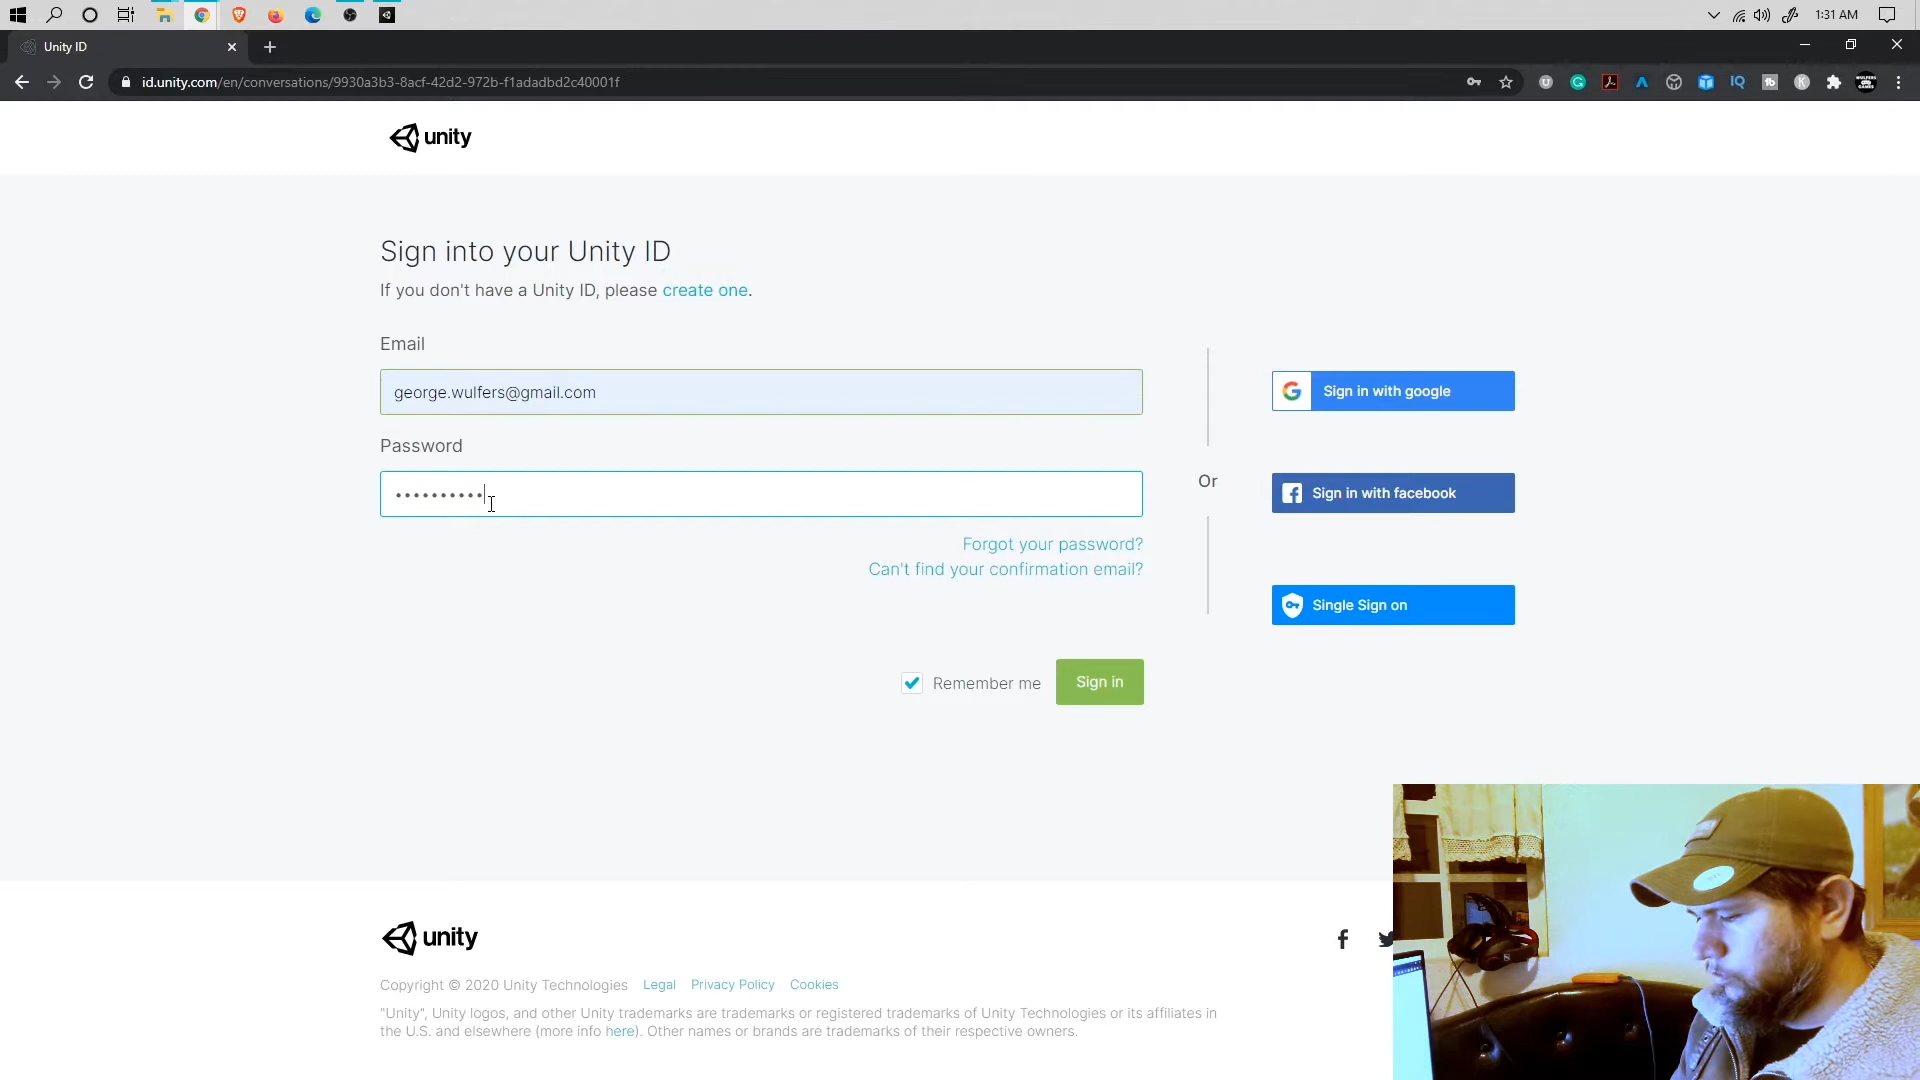 1:31 AM
Unity ID
id.unity.com/en/conversations/9930a3b3-8acf-42d2-972b-f1adadbd2c40001f
unity
Sign into your Unity ID
If you don't have a Unity ID, please create one.
Email
george.wulfers@gmail.com
Password
Forgot your password?
Can't find your confirmation email?
Or
Sign in with google
Sign in with facebook
Single Sign on
Remember me
Sign in
unity
Copyright © 2020 Unity Technologies Legal Privacy Policy Cookies
"Unity", Unity logos, and other Unity trademarks are trademarks or registered trademarks of Unity Technologies or its affiliates in
the U.S. and elsewhere (more info here). Other names or brands are trademarks of their respective owners.